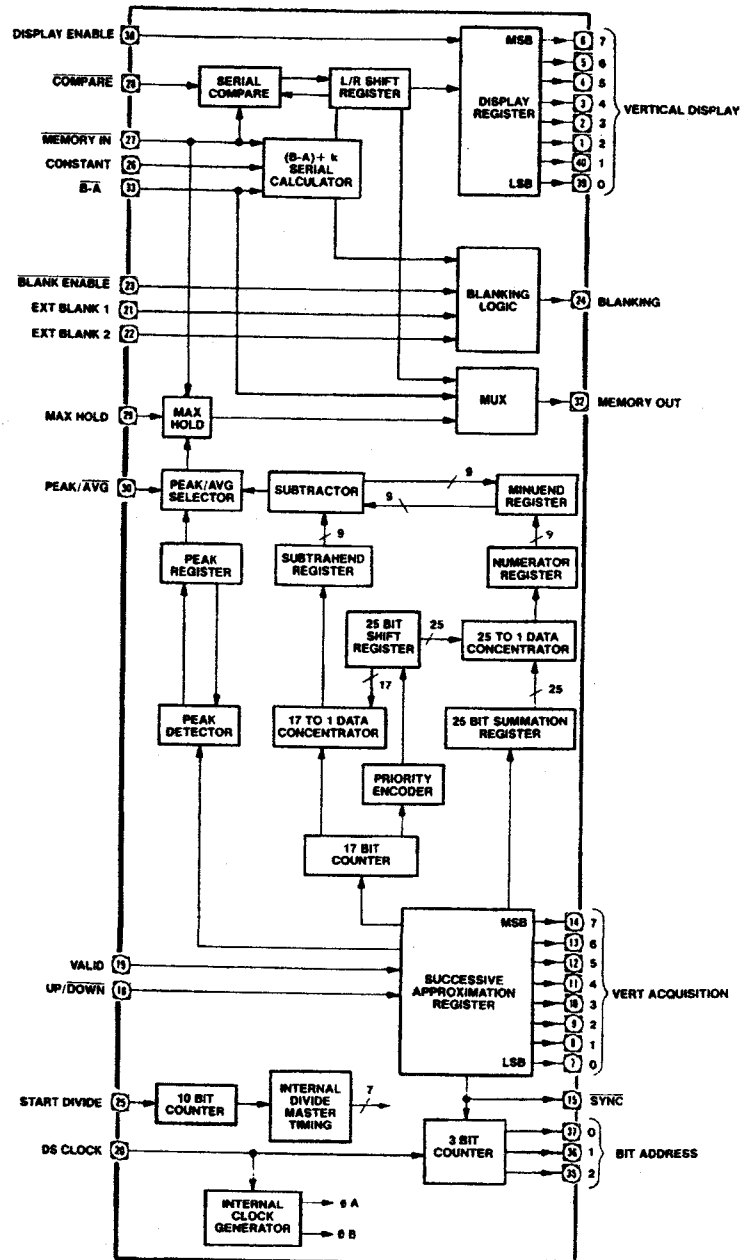 DISPLAY ENABLE 38
COMPARE 28
SERIAL COMPARE
L/R SHIFT REGISTER
MSB
DISPLAY REGISTER
LSB
6 7
5 6
4 5
3 4
2 3
1 2
40 1
39 0
VERTICAL DISPLAY
MEMORY IN 27
CONSTANT 26
B-A 33
(B-A) + k SERIAL CALCULATOR
BLANK ENABLE 23
EXT BLANK 1 21
EXT BLANK 2 22
BLANKING LOGIC
24 BLANKING
MUX
32 MEMORY OUT
MAX HOLD 29
MAX HOLD
PEAK/AVG 30
PEAK/AVG SELECTOR
SUBTRACTOR
9
9
MINUEND REGISTER
9
9
PEAK REGISTER
SUBTRAHEND REGISTER
NUMERATOR REGISTER
25 BIT SHIFT REGISTER
25
25 TO 1 DATA CONCENTRATOR
17
25
PEAK DETECTOR
17 TO 1 DATA CONCENTRATOR
25 BIT SUMMATION REGISTER
PRIORITY ENCODER
17 BIT COUNTER
VALID 19
UP/DOWN 18
MSB
SUCCESSIVE APPROXIMATION REGISTER
LSB
14 7
13 6
12 5
11 4
10 3
9 2
8 1
7 0
VERT ACQUISITION
START DIVIDE 25
10 BIT COUNTER
INTERNAL DIVIDE MASTER TIMING
7
15 SYNC
DS CLOCK
3 BIT COUNTER
37 0
36 1
35 2
BIT ADDRESS
INTERNAL CLOCK GENERATOR
A
B